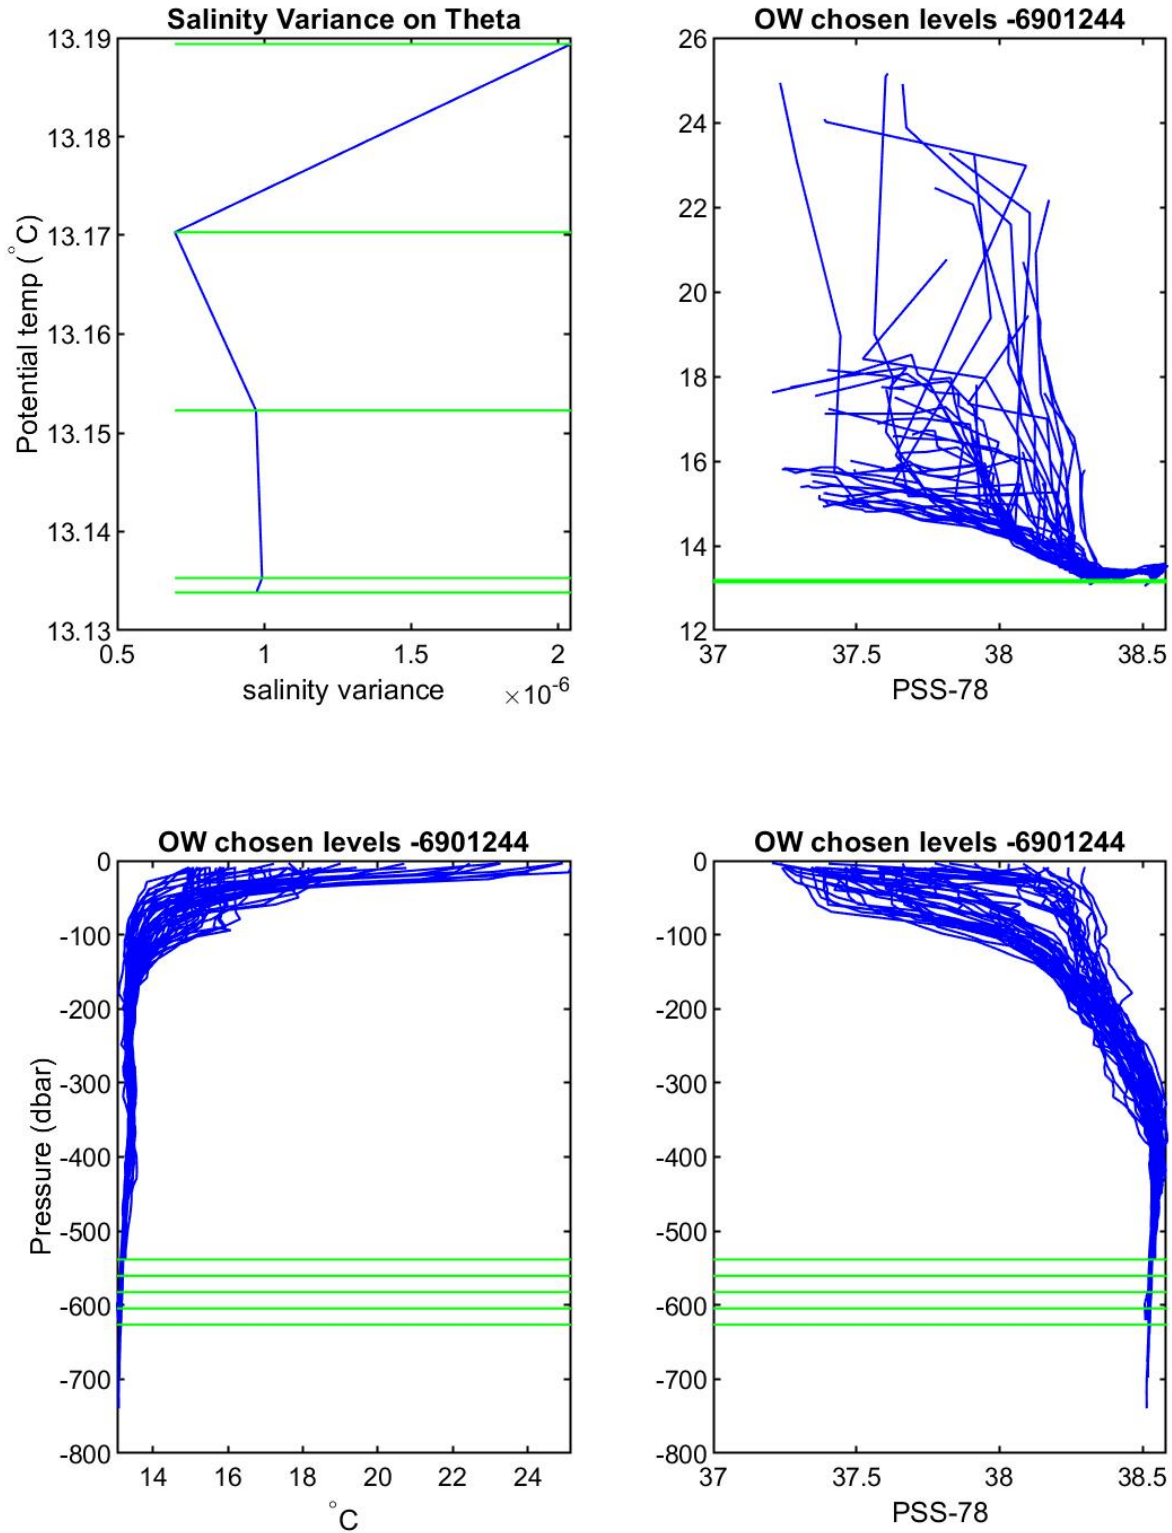 Salinity Variance on Theta
13.19
13.18
13.17
13.16
13.15
13.14
13.13
Potential temp (°C)
0.5 1 1.5 2
salinity variance ×10-6
OW chosen levels -6901244
26
24
22
20
18
16
14
12
37 37.5 38 38.5
PSS-78
OW chosen levels -6901244
0
-100
-200
-300
-400
-500
-600
-700
-800
Pressure (dbar)
14 16 18 20 22 24
°C
OW chosen levels -6901244
0
-100
-200
-300
-400
-500
-600
-700
-800
37 37.5 38 38.5
PSS-78